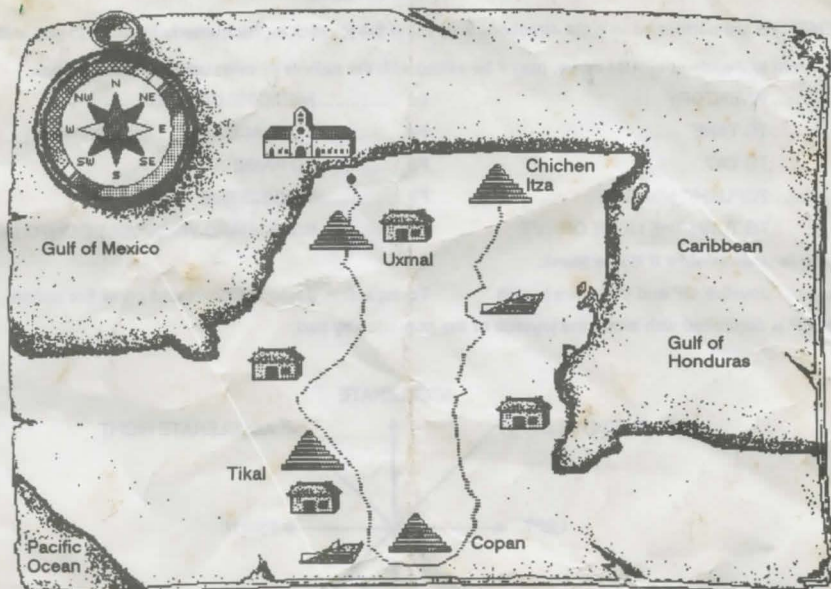 N
NW NE
W E
SW SE
S
Chichen
Itza
Gulf of Mexico
Uxmal
Caribbean
Gulf of
Honduras
Tikal
Copan
Pacific
Ocean